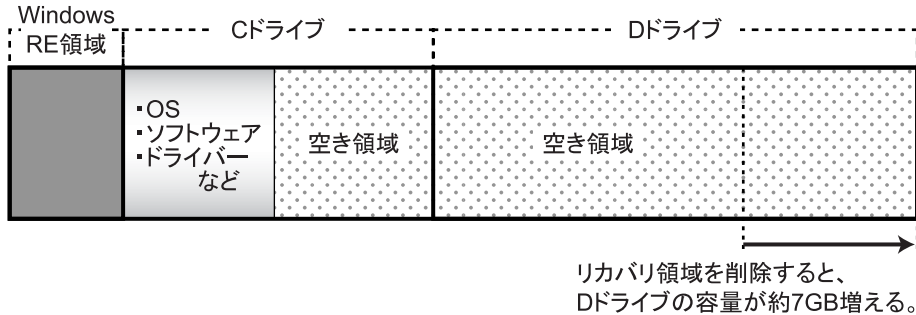 Windows
RE領域
Cドライブ
Dドライブ
・OS
・ソフトウェア
・ドライバー
など
空き領域
空き領域
リカバリ領域を削除すると、
Dドライブの容量が約7GB増える。